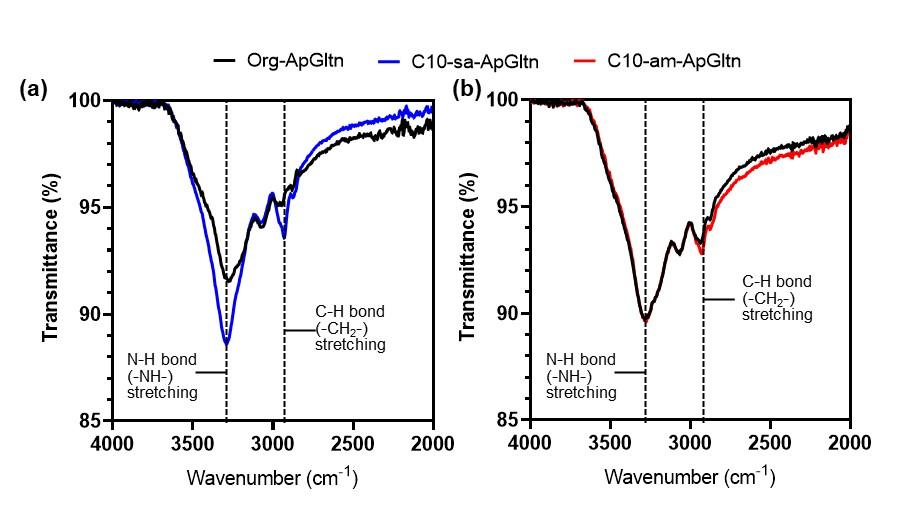 Org-ApGltn C10-sa-ApGltn C10-am-ApGltn
(a)
Transmittance (%)
100
95
90
85
N-H bond
(-NH-)
stretching
C-H bond
(-CH₂-)
stretching
4000 3500 3000 2500 2000
Wavenumber (cm⁻¹)
(b)
Transmittance (%)
100
95
90
85
C-H bond
(-CH₂-)
stretching
N-H bond
(-NH-)
stretching
4000 3500 3000 2500 2000
Wavenumber (cm⁻¹)